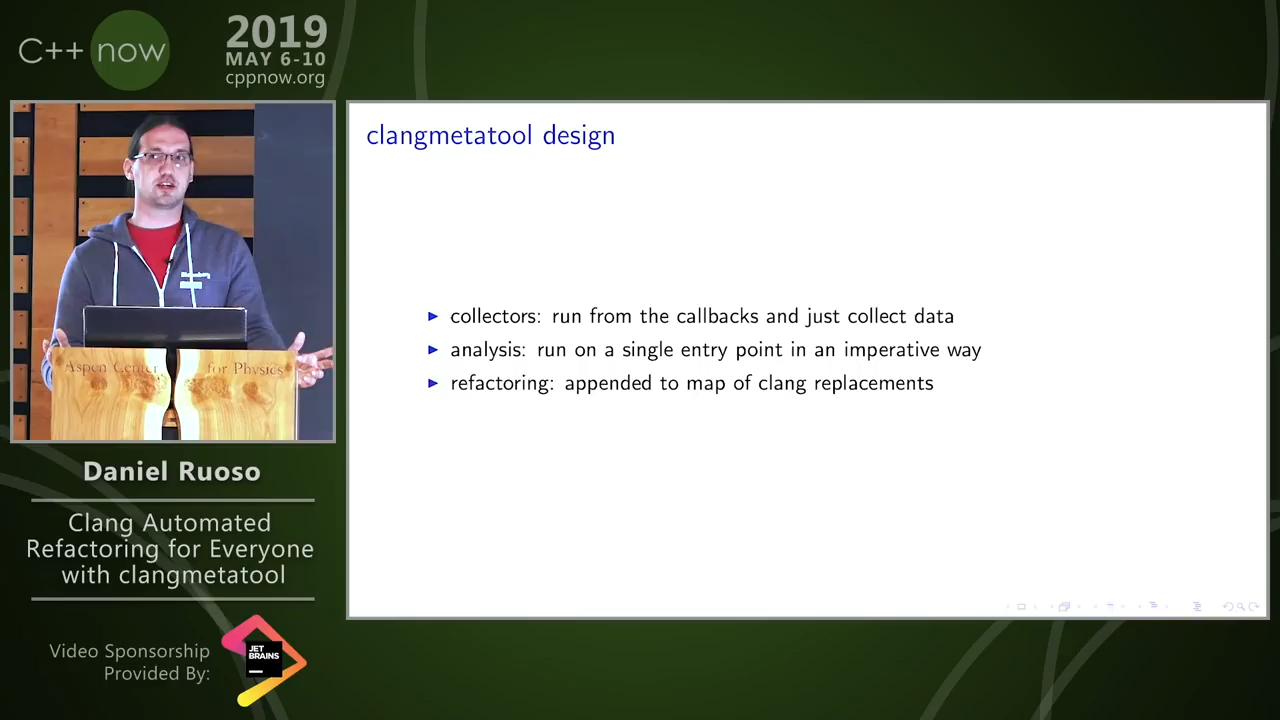 C++ now
2019
MAY 6-10
cppnow.org
clangmetatool design
▶ collectors: run from the callbacks and just collect data
▶ analysis: run on a single entry point in an imperative way
▶ refactoring: appended to map of clang replacements
Bloomberg
Aspen Center for Physics
Daniel Ruoso
Clang Automated
Refactoring for Everyone
with clangmetatool
Video Sponsorship
Provided By:
JET
BRAINS